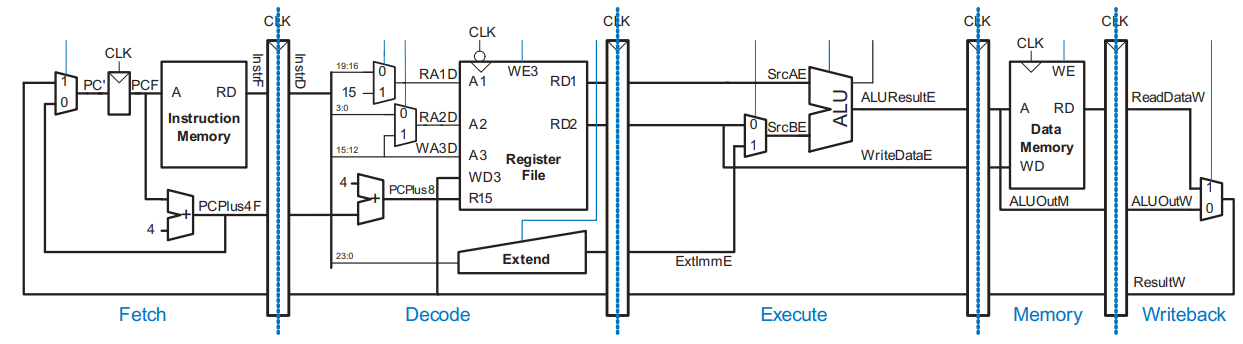 CLK
CLK
CLK
CLK
CLK
CLK
CLK
1
0
PC'
PCF
A
RD
Instruction
Memory
InstrF
InstrD
PCPlus4F
4
+
19:16
15
0
1
RA1D
3:0
0
1
RA2D
15:12
WA3D
4
+
PCPlus8
WE3
A1
A2
A3
WD3
R15
RD1
RD2
Register
File
23:0
Extend
ExtImmE
0
1
SrcAE
SrcBE
ALU
ALUResultE
WriteDataE
WE
A
RD
Data
Memory
WD
ALUOutM
ReadDataW
ALUOutW
1
0
ResultW
Fetch
Decode
Execute
Memory
Writeback